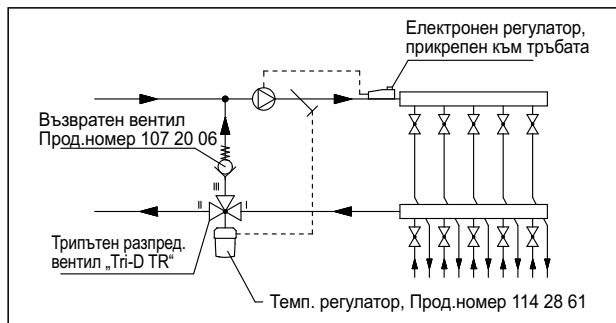 Електронен регулатор,
прикрепен към тръбата
Възвратен вентил
Прод.номер 107 20 06
III
II
I
Трипътен разпред.
вентил „Tri-D TR“
Темп. регулатор, Прод.номер 114 28 61